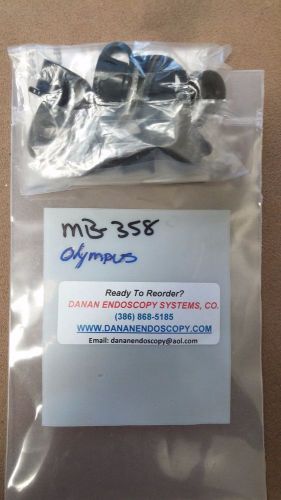 MB-358
Olympus
Ready To Reorder?
DANAN ENDOSCOPY SYSTEMS, CO.
(386) 868-5185
WWW.DANANENDOSCOPY.COM
Email: dananendoscopy@aol.com